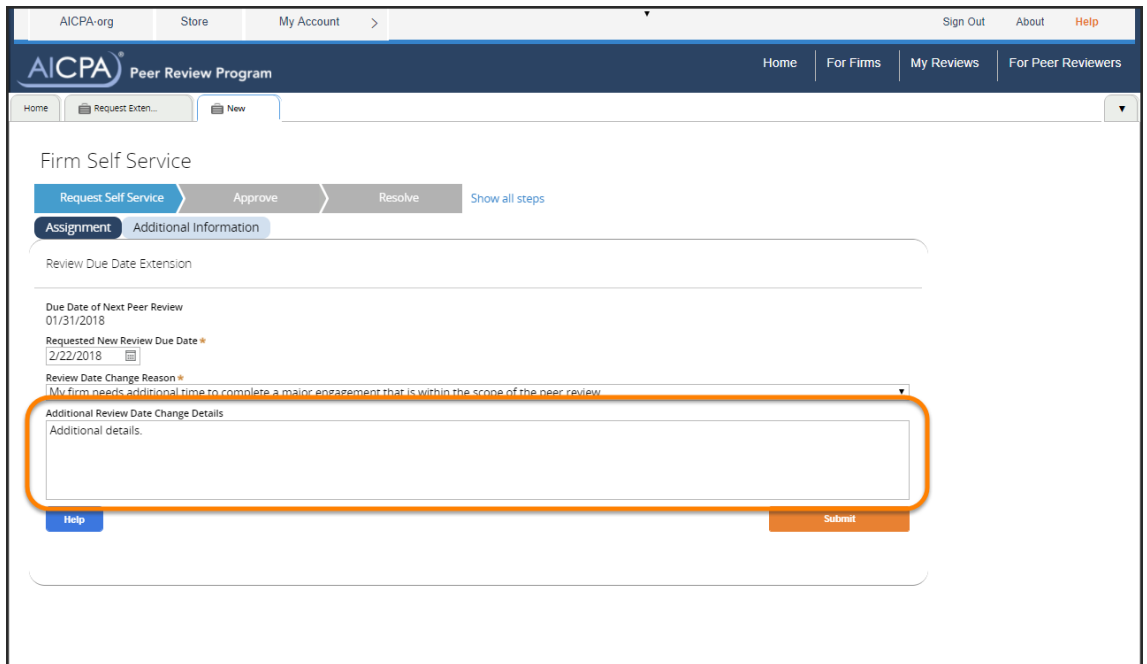 AICPA-org Store My Account > Sign Out About Help
AICPA Peer Review Program Home For Firms My Reviews For Peer Reviewers
Home Request Exten... New
Firm Self Service
Request Self Service Approve Resolve Show all steps
Assignment Additional Information
Review Due Date Extension
Due Date of Next Peer Review
01/31/2018
Requested New Review Due Date *
2/22/2018
Review Date Change Reason *
My firm needs additional time to complete a major engagement that is within the scope of the peer review
Additional Review Date Change Details
Additional details.
Help Submit